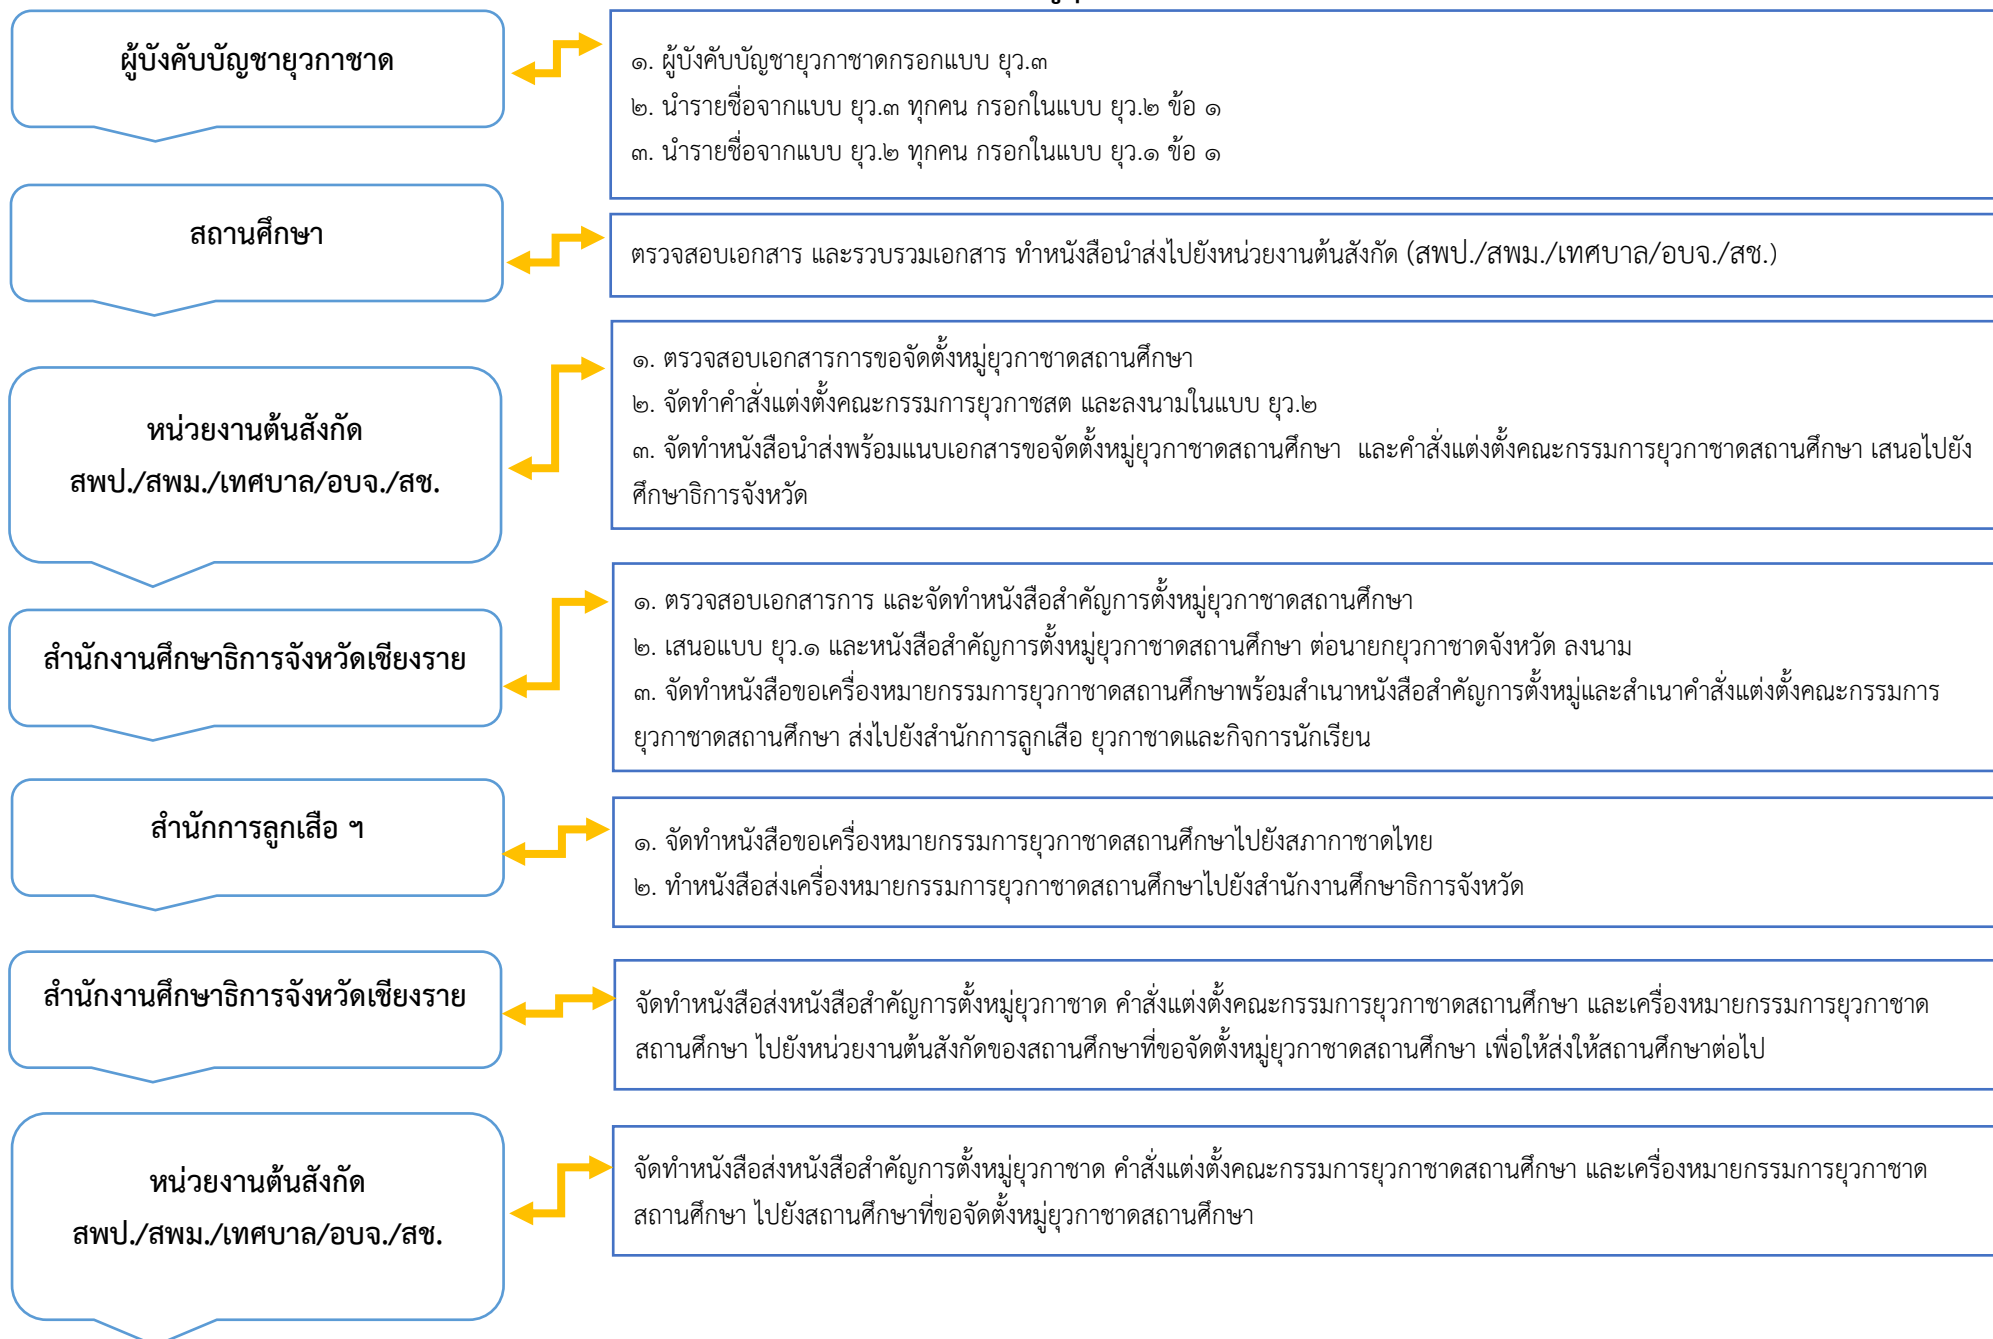 ผู้บังคับบัญชายุวกาชาด
๑. ผู้บังคับบัญชายุวกาชาดกรอกแบบ ยุว.๓
๒. นำรายชื่อจากแบบ ยุว.๓ ทุกคน กรอกในแบบ ยุว.๒ ข้อ ๑
๓. นำรายชื่อจากแบบ ยุว.๒ ทุกคน กรอกในแบบ ยุว.๑ ข้อ ๑
สถานศึกษา
ตรวจสอบเอกสาร และรวบรวมเอกสาร ทำหนังสือนำส่งไปยังหน่วยงานต้นสังกัด (สพป./สพม./เทศบาล/อบจ./สช.)
หน่วยงานต้นสังกัด
สพป./สพม./เทศบาล/อบจ./สช.
๑. ตรวจสอบเอกสารการขอจัดตั้งหมู่ยุวกาชาดสถานศึกษา
๒. จัดทำคำสั่งแต่งตั้งคณะกรรมการยุวกาชสต และลงนามในแบบ ยุว.๒
๓. จัดทำหนังสือนำส่งพร้อมแนบเอกสารขอจัดตั้งหมู่ยุวกาชาดสถานศึกษา และคำสั่งแต่งตั้งคณะกรรมการยุวกาชาดสถานศึกษา เสนอไปยัง
ศึกษาธิการจังหวัด
สำนักงานศึกษาธิการจังหวัดเชียงราย
๑. ตรวจสอบเอกสารการ และจัดทำหนังสือสำคัญการตั้งหมู่ยุวกาชาดสถานศึกษา
๒. เสนอแบบ ยุว.๑ และหนังสือสำคัญการตั้งหมู่ยุวกาชาดสถานศึกษา ต่อนายกยุวกาชาดจังหวัด ลงนาม
๓. จัดทำหนังสือขอเครื่องหมายกรรมการยุวกาชาดสถานศึกษาพร้อมสำเนาหนังสือสำคัญการตั้งหมู่และสำเนาคำสั่งแต่งตั้งคณะกรรมการ
ยุวกาชาดสถานศึกษา ส่งไปยังสำนักการลูกเสือ ยุวกาชาดและกิจการนักเรียน
สำนักการลูกเสือ ฯ
๑. จัดทำหนังสือขอเครื่องหมายกรรมการยุวกาชาดสถานศึกษาไปยังสภากาชาดไทย
๒. ทำหนังสือส่งเครื่องหมายกรรมการยุวกาชาดสถานศึกษาไปยังสำนักงานศึกษาธิการจังหวัด
สำนักงานศึกษาธิการจังหวัดเชียงราย
จัดทำหนังสือส่งหนังสือสำคัญการตั้งหมู่ยุวกาชาด คำสั่งแต่งตั้งคณะกรรมการยุวกาชาดสถานศึกษา และเครื่องหมายกรรมการยุวกาชาด
สถานศึกษา ไปยังหน่วยงานต้นสังกัดของสถานศึกษาที่ขอจัดตั้งหมู่ยุวกาชาดสถานศึกษา เพื่อให้ส่งให้สถานศึกษาต่อไป
หน่วยงานต้นสังกัด
สพป./สพม./เทศบาล/อบจ./สช.
จัดทำหนังสือส่งหนังสือสำคัญการตั้งหมู่ยุวกาชาด คำสั่งแต่งตั้งคณะกรรมการยุวกาชาดสถานศึกษา และเครื่องหมายกรรมการยุวกาชาด
สถานศึกษา ไปยังสถานศึกษาที่ขอจัดตั้งหมู่ยุวกาชาดสถานศึกษา